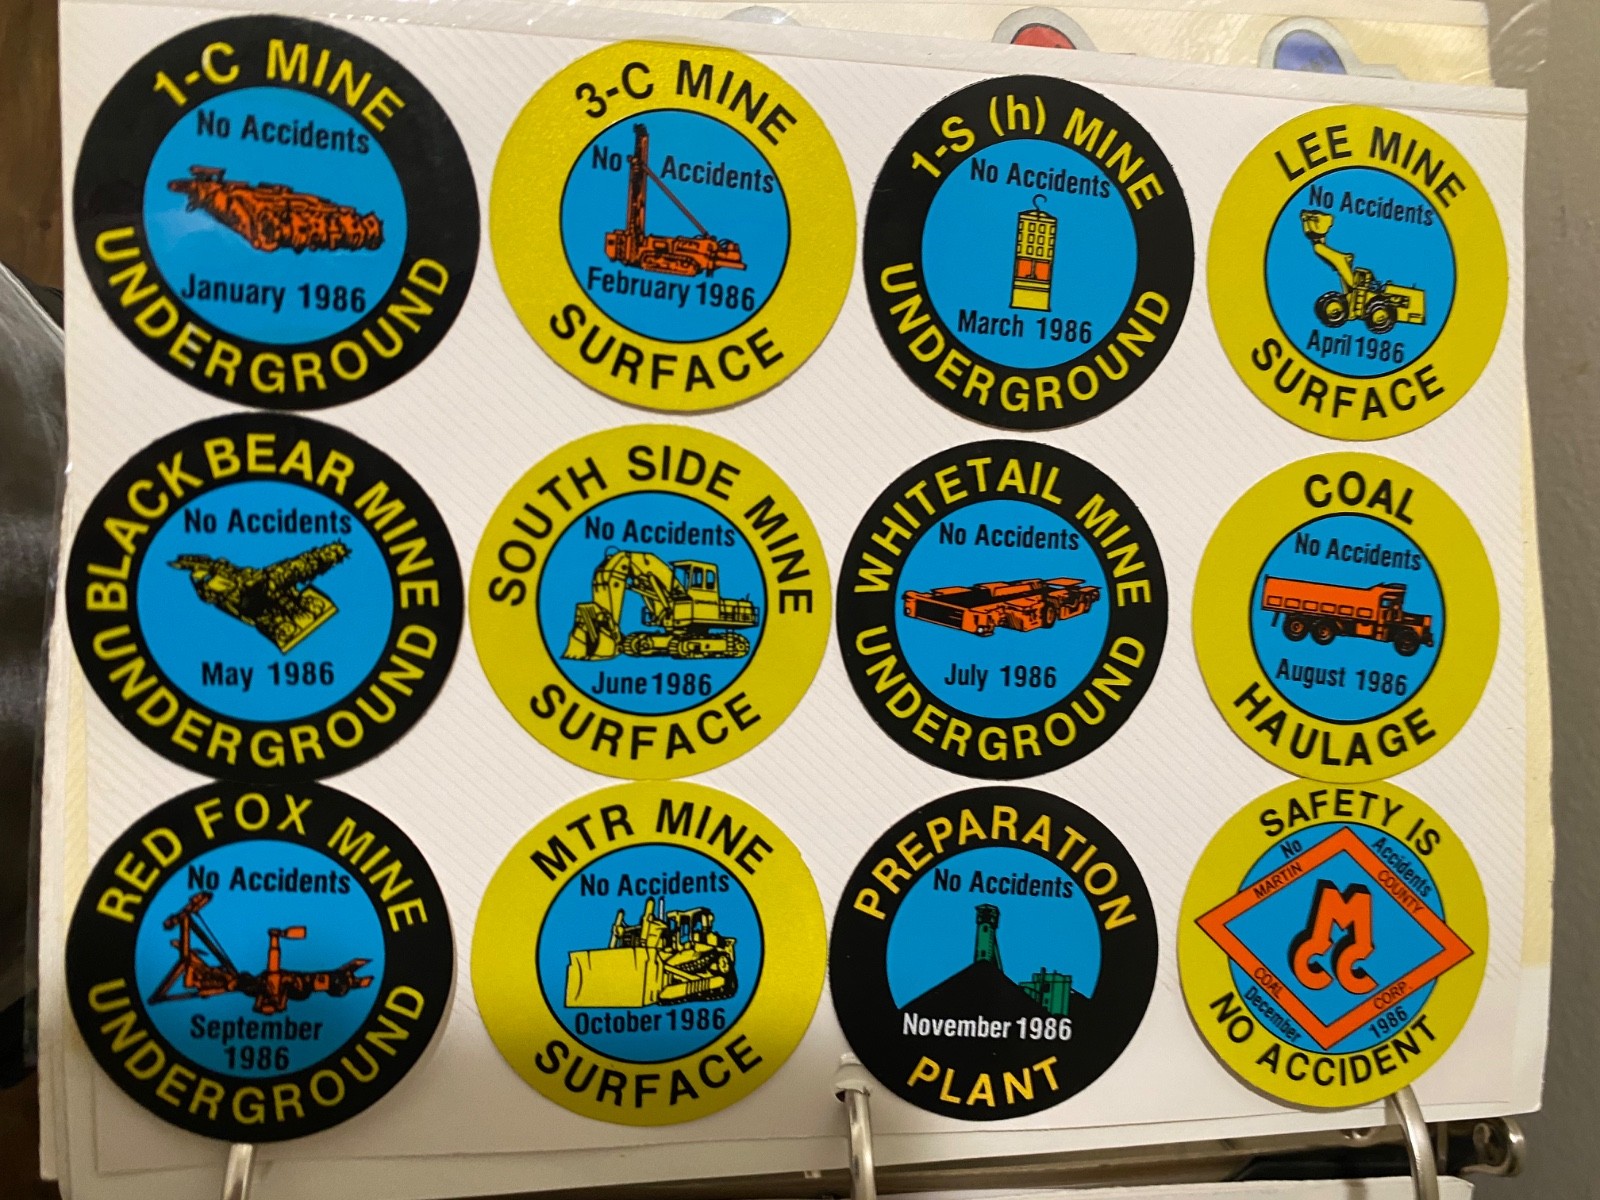 1-C MINE
No Accidents
January 1986
UNDERGROUND
3-C MINE
No Accidents
February 1986
SURFACE
1-S (h) MINE
No Accidents
March 1986
UNDERGROUND
LEE MINE
No Accidents
April 1986
SURFACE
BLACK BEAR MINE
No Accidents
May 1986
UNDERGROUND
SOUTH SIDE MINE
No Accidents
June 1986
SURFACE
WHITETAIL MINE
No Accidents
July 1986
UNDERGROUND
COAL
No Accidents
August 1986
HAULAGE
RED FOX MINE
No Accidents
September
1986
UNDERGROUND
MTR MINE
No Accidents
October 1986
SURFACE
PREPARATION
No Accidents
November 1986
PLANT
SAFETY IS
No Accidents
MARTIN COUNTY
MCC
COAL CORP.
December 1986
NO ACCIDENT